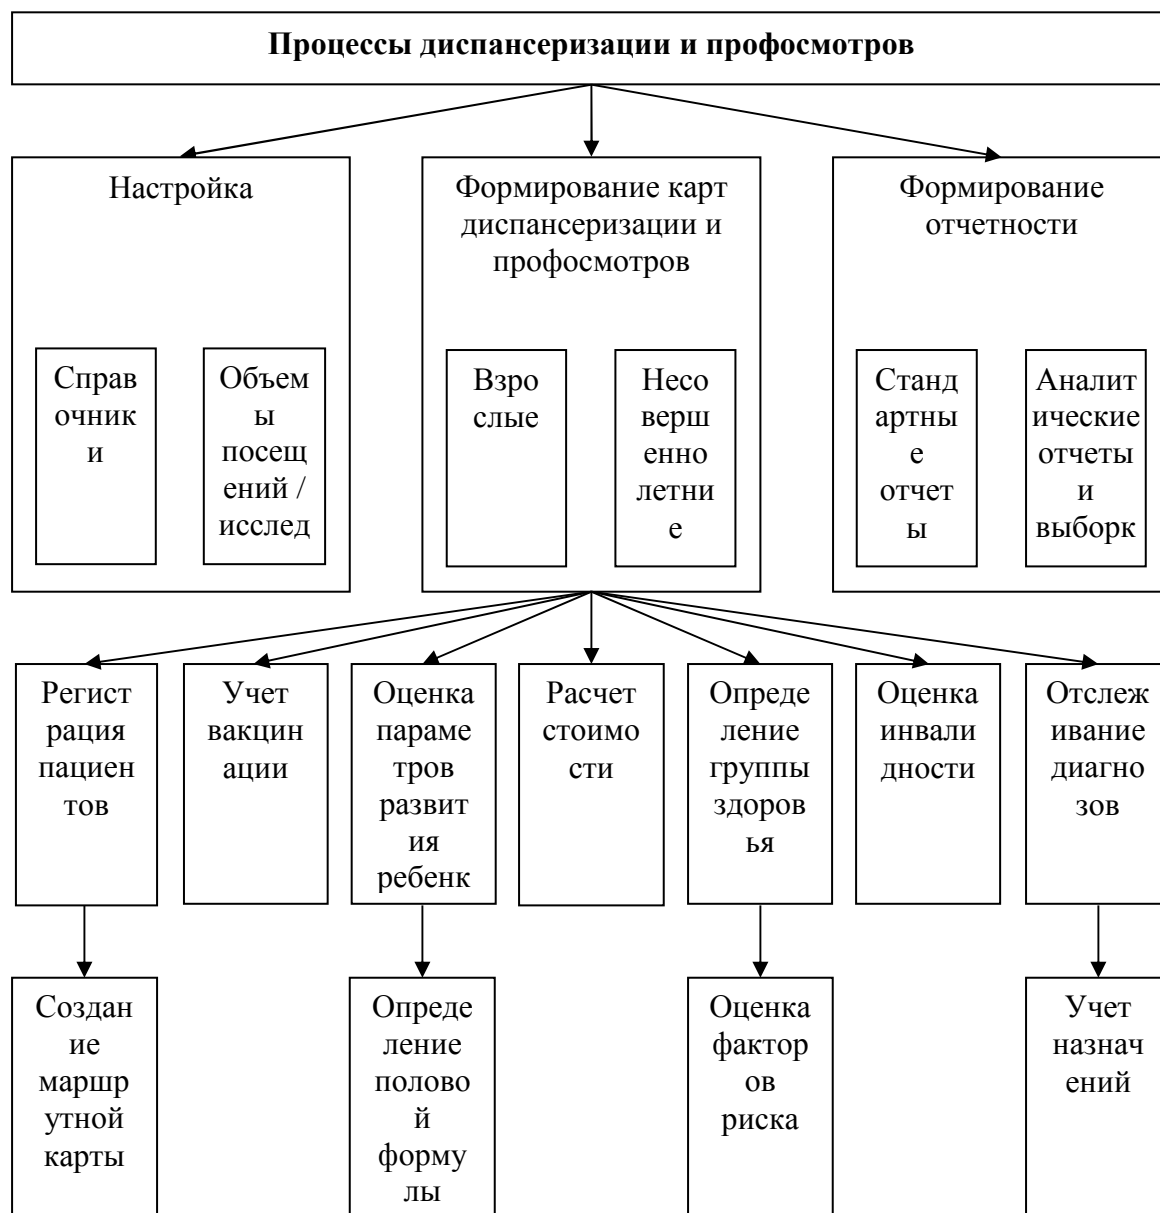 Процессы диспансеризации и профосмотров
Настройка
Справ
очник
и
Объем
ы
посещ
ений /
исслед
Формирование карт
диспансеризации и
профосмотров
Взро
слые
Несо
верш
енно
летни
е
Формирование
отчетности
Станд
артны
е
отчет
ы
Аналит
ические
отчеты
и
выборк
Регист
рация
пациен
тов
Учет
вакцин
ации
Оценка
параме
тров
развит
ия
ребенк
Расчет
стоимо
сти
Опреде
ление
группы
здоров
ья
Оценка
инвали
дности
Отслеж
ивание
диагно
зов
Создан
ие
маршр
утной
карты
Опреде
ление
полово
й
форму
лы
Оценка
фактор
ов
риска
Учет
назнач
ений